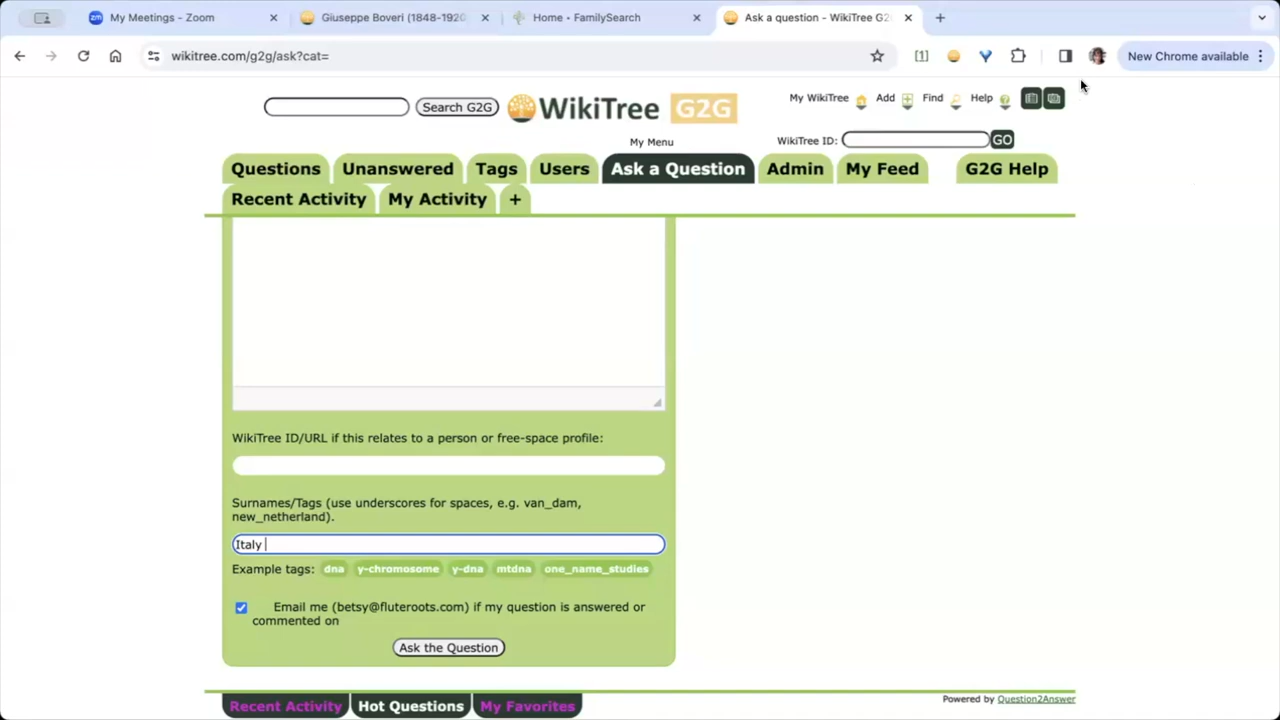 My Meetings - Zoom
Giuseppe Boveri (1848-1920
Home • FamilySearch
Ask a question - WikiTree G2
wikitree.com/g2g/ask?cat=
[1]
New Chrome available
Search G2G
WikiTree G2G
My WikiTree
Add
Find
Help
My Menu
WikiTree ID:
GO
Questions
Unanswered
Tags
Users
Ask a Question
Admin
My Feed
G2G Help
Recent Activity
My Activity
+
WikiTree ID/URL if this relates to a person or free-space profile:
Surnames/Tags (use underscores for spaces, e.g. van_dam,
new_netherland).
Italy
Example tags: dna y-chromosome y-dna mtdna one_name_studies
Email me (betsy@fluteroots.com) if my question is answered or
commented on
Ask the Question
Recent Activity
Hot Questions
My Favorites
Powered by Question2Answer